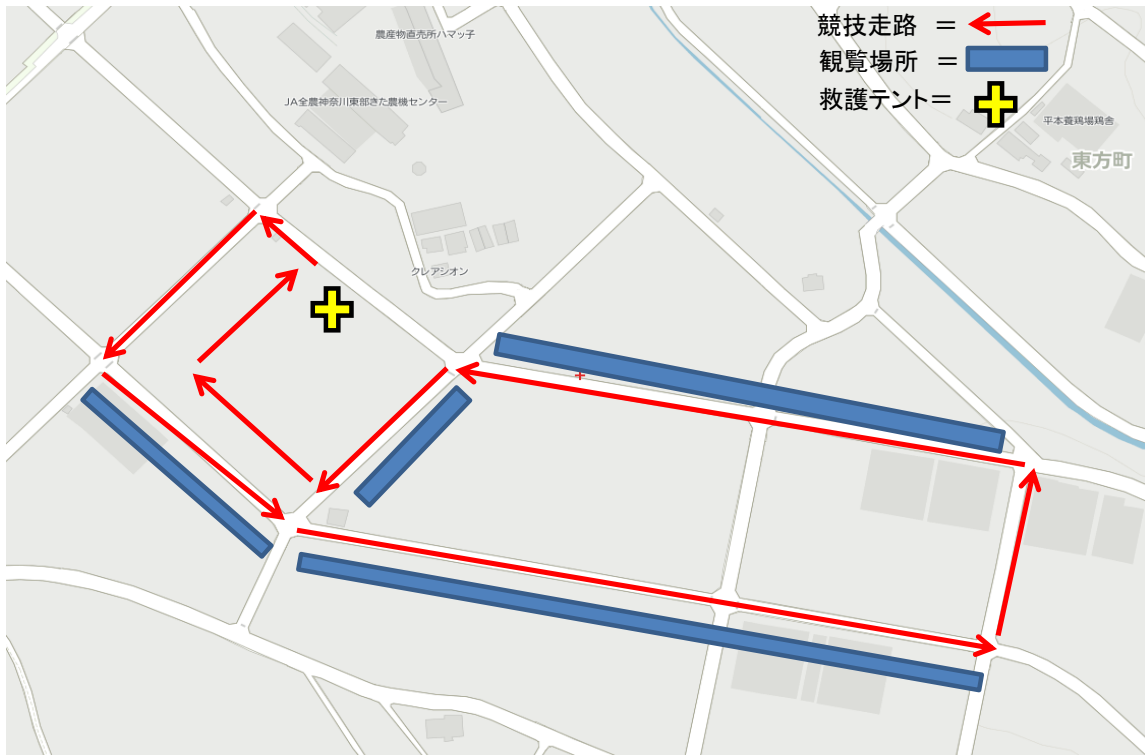 競技走路 =
観覧場所 =
救護テント=
農産物直売所ハマッ子
JA全農神奈川東部きた農機センター
平本養鶏場鶏舎
東方町
クレアシオン